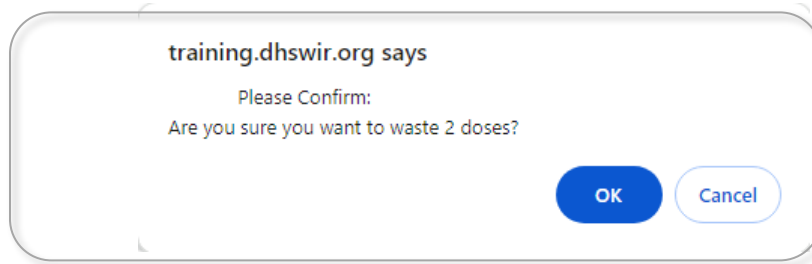 training.dhswir.org says
Please Confirm:
Are you sure you want to waste 2 doses?
OK Cancel